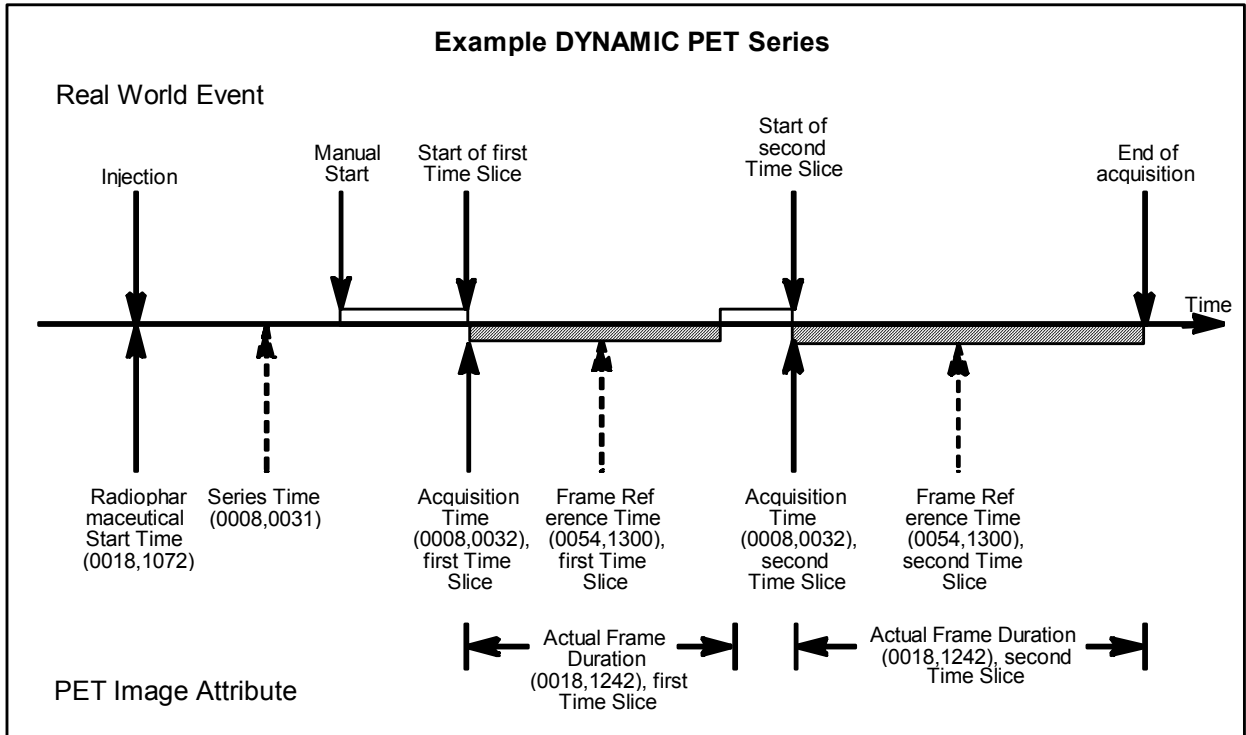 Example DYNAMIC PET Series
Real World Event
Injection
Manual
Start
Start of first
Time Slice
Start of
second
Time Slice
End of
acquisition
Time
Radiophar
maceutical
Start Time
(0018,1072)
Series Time
(0008,0031)
Acquisition
Time
(0008,0032),
first Time
Slice
Frame Ref
erence Time
(0054,1300),
first Time
Slice
Acquisition
Time
(0008,0032),
second
Time Slice
Frame Ref
erence Time
(0054,1300),
second Time
Slice
Actual Frame
Duration
(0018,1242), first
Time Slice
Actual Frame Duration
(0018,1242), second
Time Slice
PET Image Attribute